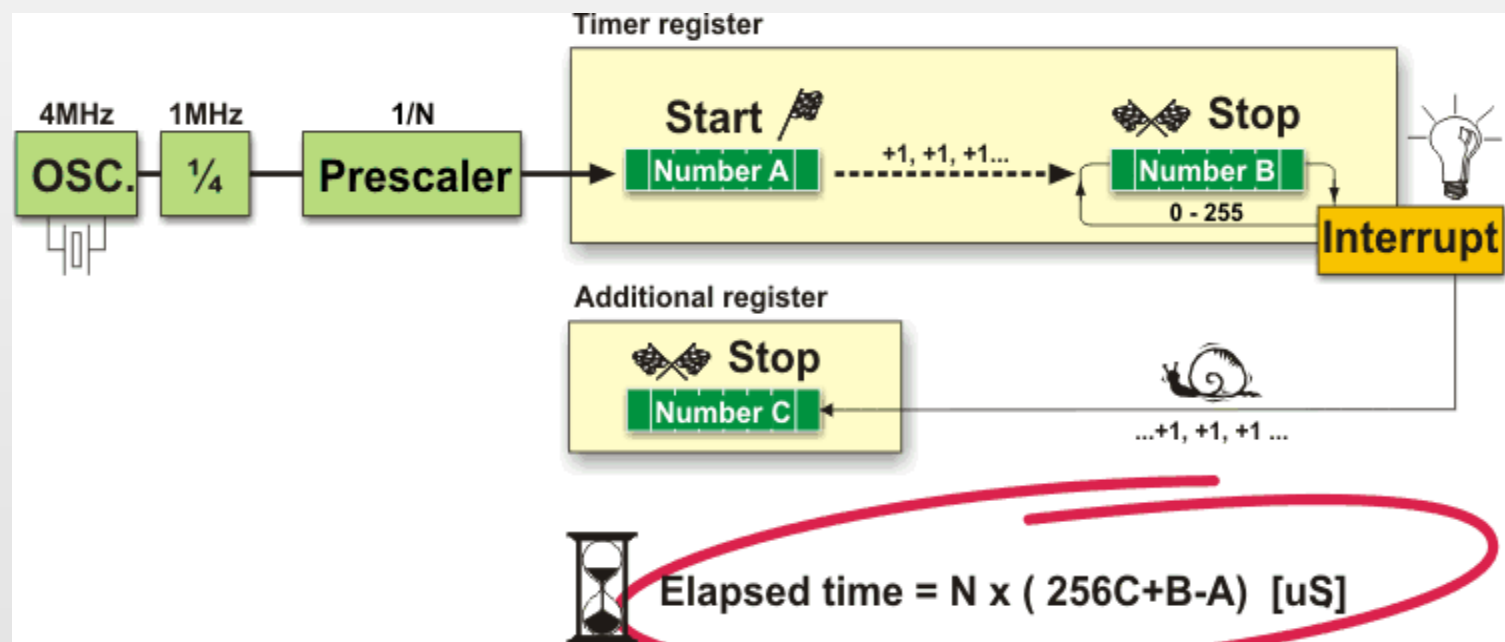 Timer register
4MHz 1MHz 1/N
OSC. ¼ Prescaler
Start Stop
Number A +1, +1, +1... Number B
0 - 255
Interrupt
Additional register
Stop
Number C
...+1, +1, +1 ...
Elapsed time = N x ( 256C+B-A) [uS]